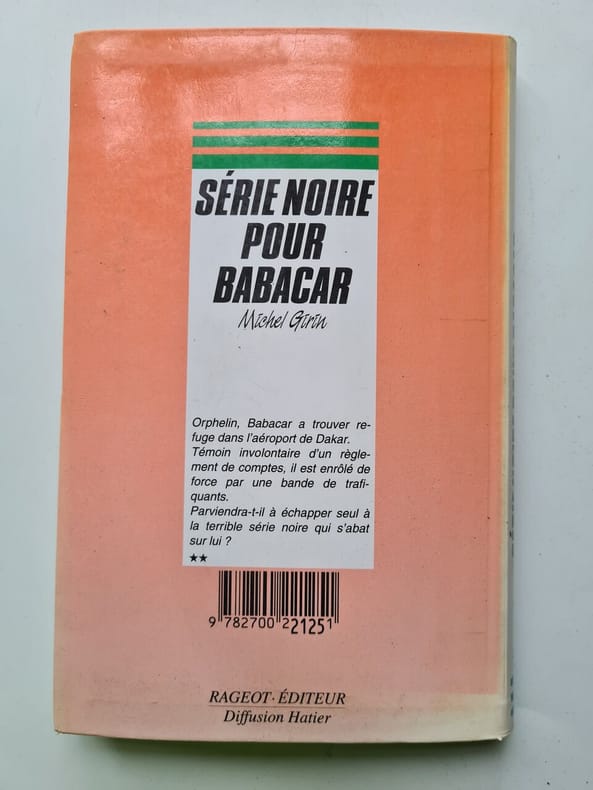 SÉRIE NOIRE
POUR
BABACAR
Michel Girin
Orphelin, Babacar a trouver re-
fuge dans l'aéroport de Dakar.
Témoin involontaire d'un règle-
ment de comptes, il est enrôlé de
force par une bande de trafi-
quants.
Parviendra-t-il à échapper seul à
la terrible série noire qui s'abat
sur lui ?
★★
9 782700 221251
RAGEOT·ÉDITEUR
Diffusion Hatier